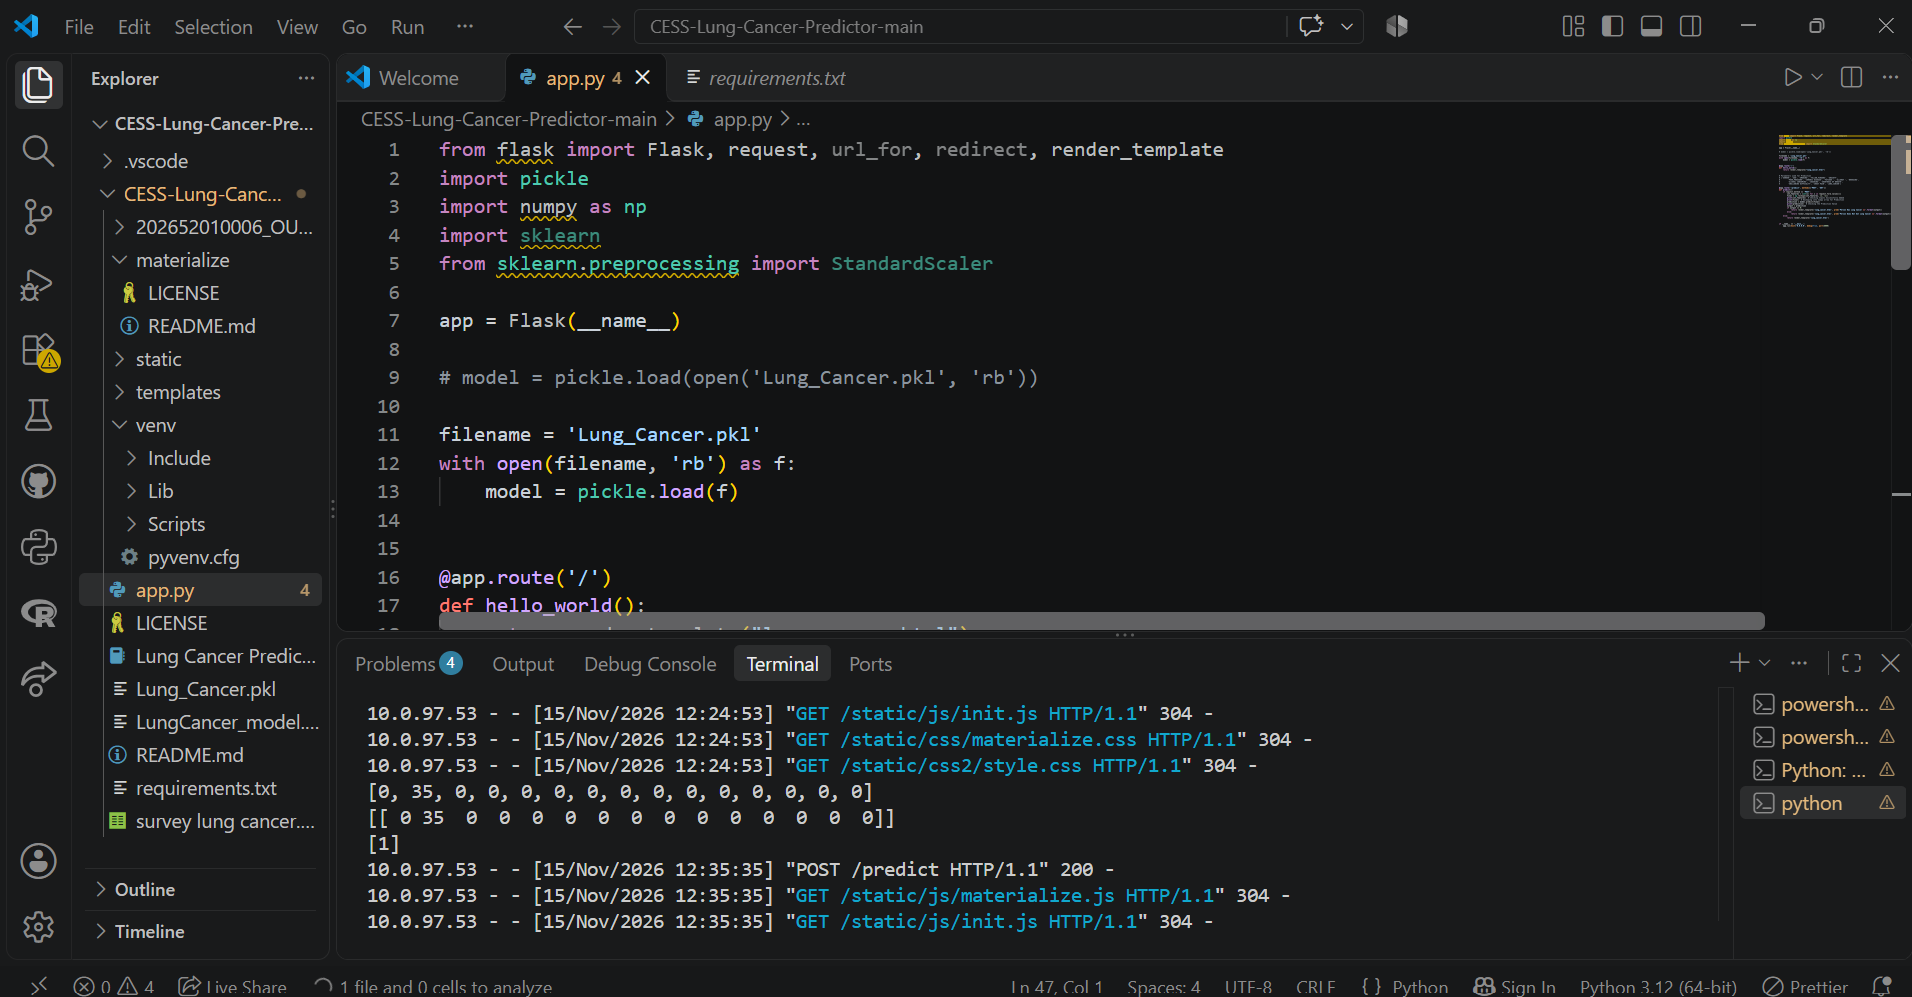 File Edit Selection View Go Run ··· CESS-Lung-Cancer-Predictor-main
Explorer ···
CESS-Lung-Cancer-Pre...
.vscode
CESS-Lung-Canc...
202652010006_OU...
materialize
LICENSE
README.md
static
templates
venv
Include
Lib
Scripts
pyvenv.cfg
app.py 4
LICENSE
Lung Cancer Predic...
Lung_Cancer.pkl
LungCancer_model....
README.md
requirements.txt
survey lung cancer....
Outline
Timeline
Welcome app.py 4 requirements.txt
CESS-Lung-Cancer-Predictor-main > app.py > ...
1 from flask import Flask, request, url_for, redirect, render_template
2 import pickle
3 import numpy as np
4 import sklearn
5 from sklearn.preprocessing import StandardScaler
6
7 app = Flask(__name__)
8
9 # model = pickle.load(open('Lung_Cancer.pkl', 'rb'))
10
11 filename = 'Lung_Cancer.pkl'
12 with open(filename, 'rb') as f:
13 model = pickle.load(f)
14
15
16 @app.route('/')
17 def hello_world():
Problems 4 Output Debug Console Terminal Ports
10.0.97.53 - - [15/Nov/2026 12:24:53] "GET /static/js/init.js HTTP/1.1" 304 -
10.0.97.53 - - [15/Nov/2026 12:24:53] "GET /static/css/materialize.css HTTP/1.1" 304 -
10.0.97.53 - - [15/Nov/2026 12:24:53] "GET /static/css2/style.css HTTP/1.1" 304 -
[0, 35, 0, 0, 0, 0, 0, 0, 0, 0, 0, 0, 0, 0, 0]
[[ 0 35 0 0 0 0 0 0 0 0 0 0 0 0 0]]
[1]
10.0.97.53 - - [15/Nov/2026 12:35:35] "POST /predict HTTP/1.1" 200 -
10.0.97.53 - - [15/Nov/2026 12:35:35] "GET /static/js/materialize.js HTTP/1.1" 304 -
10.0.97.53 - - [15/Nov/2026 12:35:35] "GET /static/js/init.js HTTP/1.1" 304 -
powersh...
powersh...
Python: ...
python
0 4 Live Share 1 file and 0 cells to analyze Ln 47, Col 1 Spaces: 4 UTF-8 CRLF { } Python Sign In Python 3.12 (64-bit) Prettier